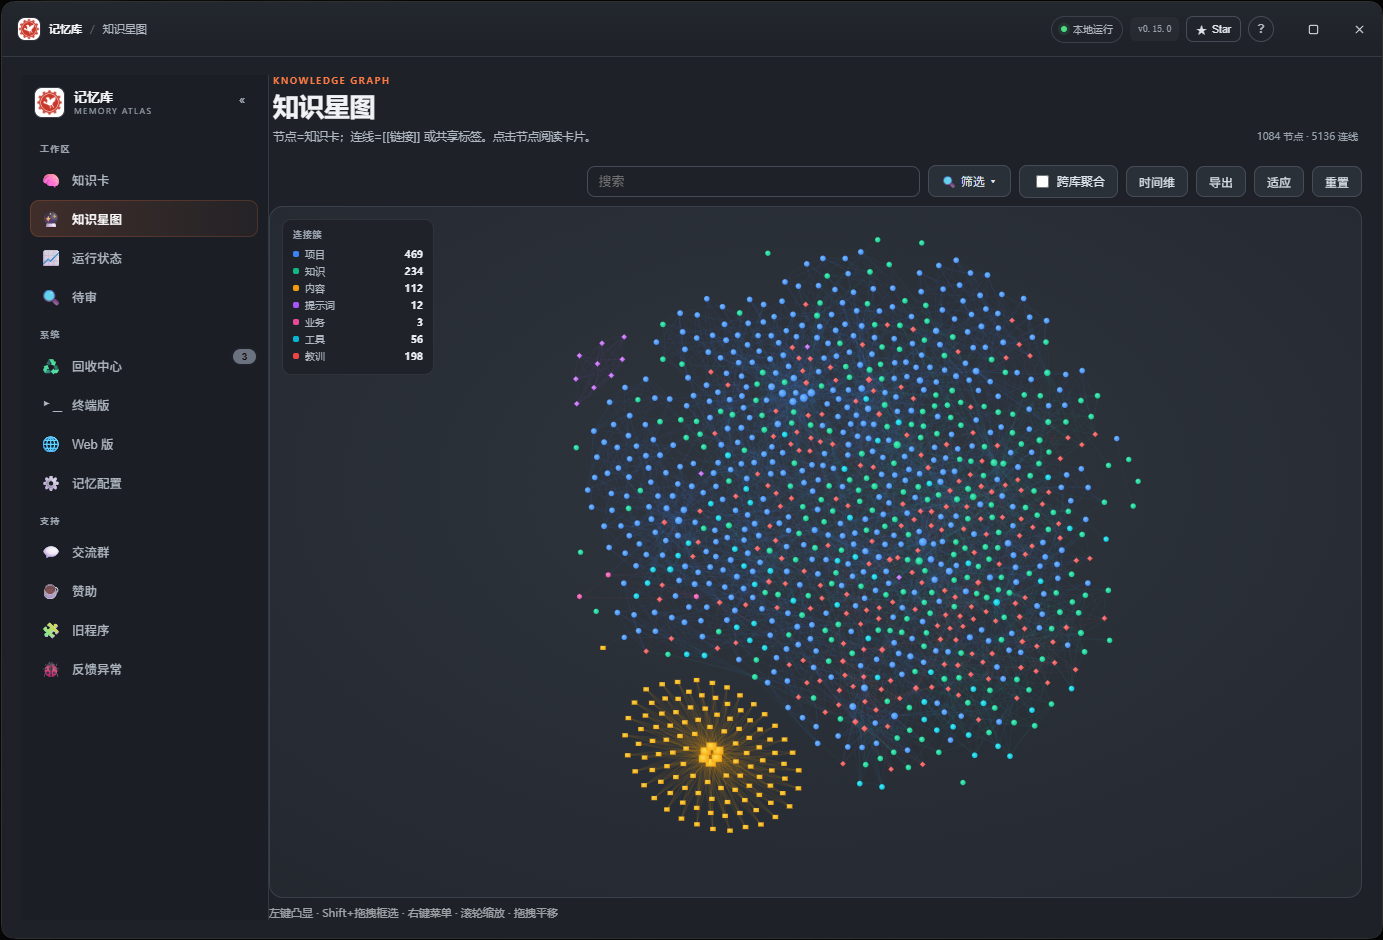 记忆库 / 知识星图
本地运行
v0.15.0
★ Star
?
记忆库
MEMORY ATLAS
«
工作区
知识卡
知识星图
运行状态
待审
系统
回收中心
3
终端版
Web 版
记忆配置
支持
交流群
赞助
旧程序
反馈异常
KNOWLEDGE GRAPH
知识星图
节点=知识卡；连线=[[链接]] 或共享标签。点击节点阅读卡片。
1084 节点 · 5136 连线
搜索
筛选
跨库聚合
时间维
导出
适应
重置
连接簇
项目 469
知识 234
内容 112
提示词 12
业务 3
工具 56
教训 198
左键凸显 · Shift+拖拽框选 · 右键菜单 · 滚轮缩放 · 拖拽平移